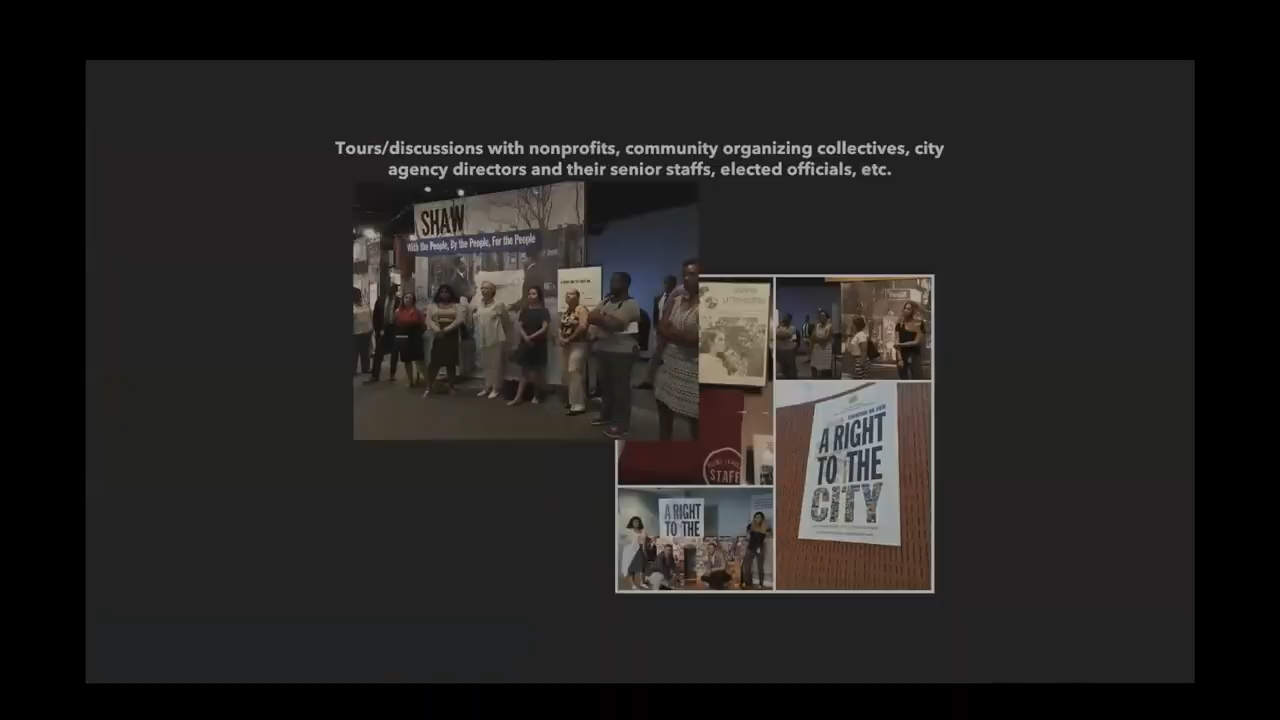 Tours/discussions with nonprofits, community organizing collectives, city
agency directors and their senior staffs, elected officials, etc.
SHAW
With the People, By the People, For the People
STAFF
A RIGHT
TO THE
CITY
A RIGHT
TO THE